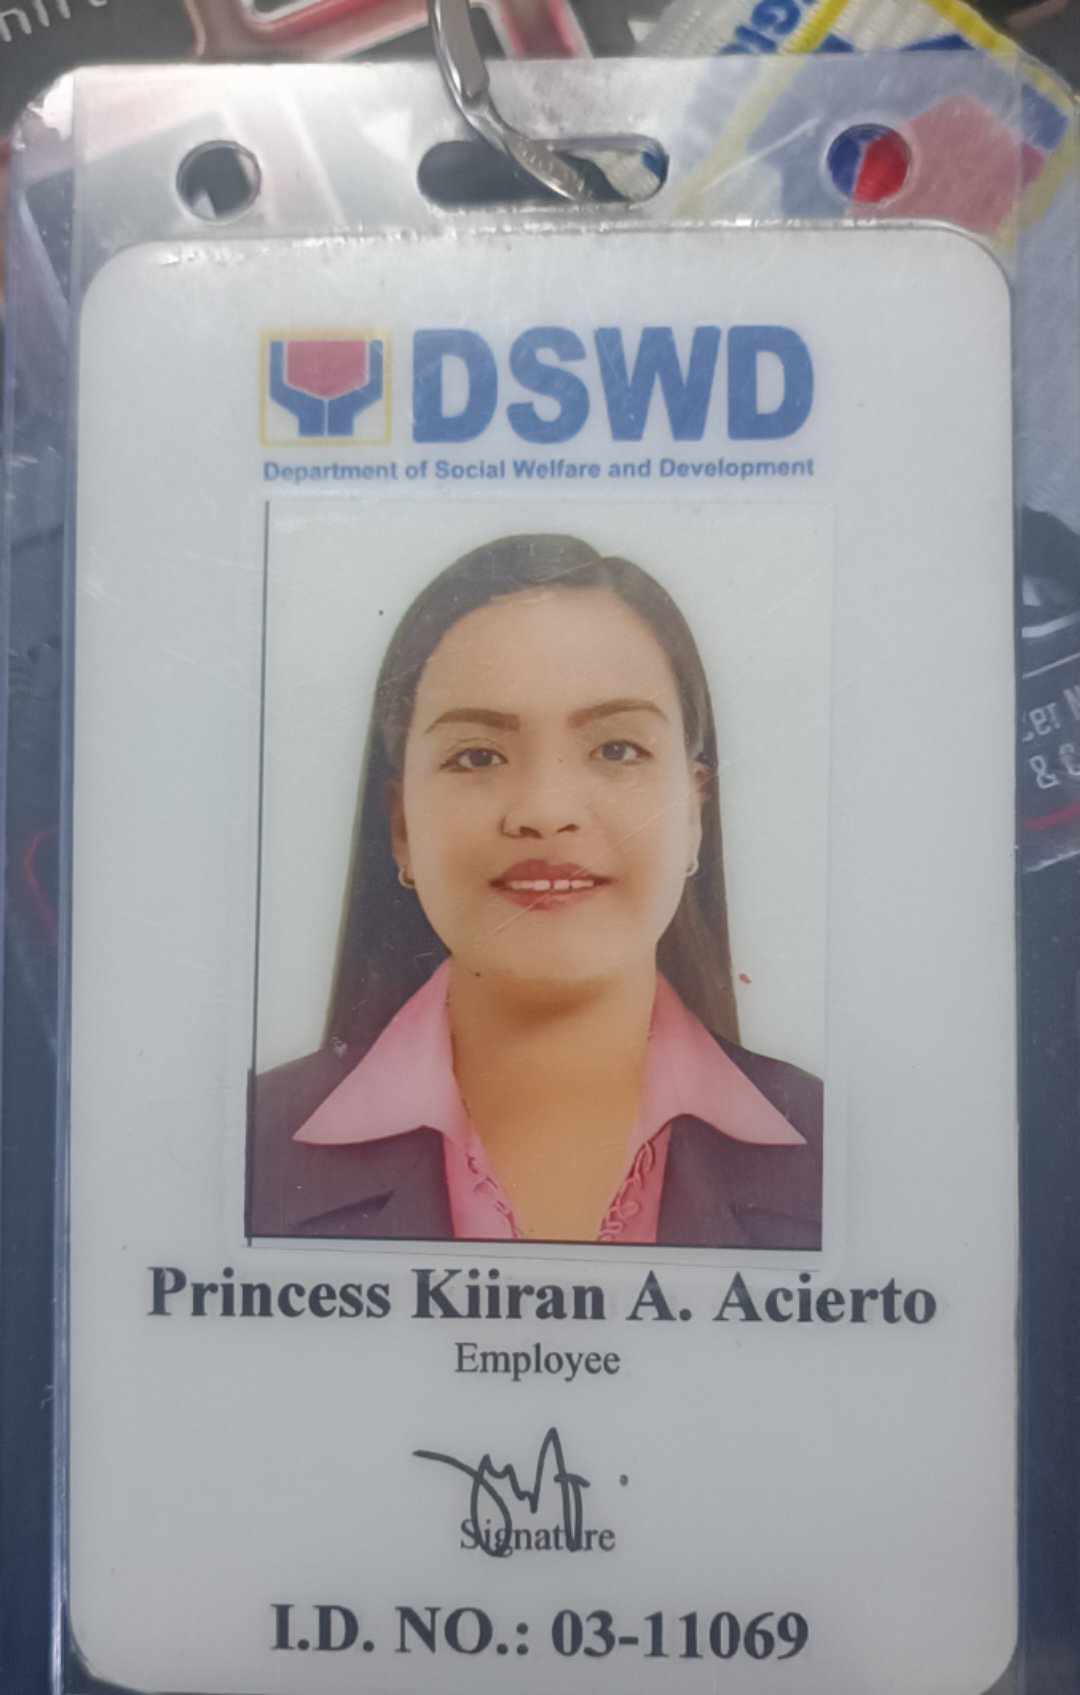 DSWD
Department of Social Welfare and Development
Princess Kiiran A. Acierto
Employee
Signature
I.D. NO.: 03-11069